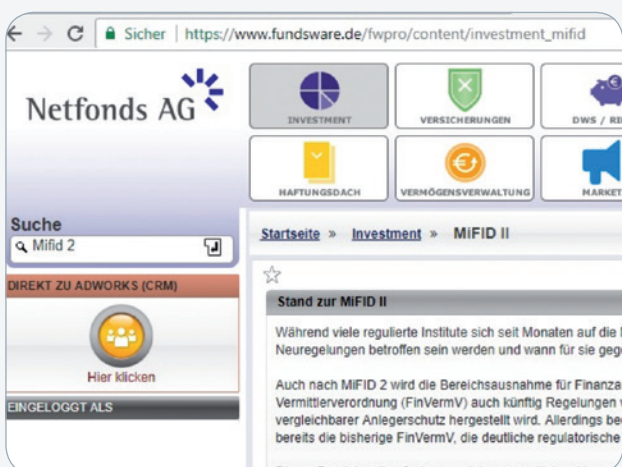 Sicher | https://www.fundsware.de/fwpro/content/investment_mifid
Netfonds AG
INVESTMENT
VERSICHERUNGEN
DWS /
HAFTUNGSDACH
VERMÖGENSVERWALTUNG
Suche
Mifid 2
Startseite » Investment » MiFID II
DIREKT ZU ADWORKS (CRM)
Hier klicken
EINGELOGGT ALS
Stand zur MiFID II
Während viele regulierte Institute sich seit Monaten auf die
Neuregelungen betroffen sein werden und wann für sie
Auch nach MiFID 2 wird die Bereichsausnahme für
Vermittlerverordnung (FinVermV) auch künftig Regelungen
vergleichbarer Anlegerschutz hergestellt wird. Allerdings
bereits die bisherige FinVermV, die deutliche regulatorische